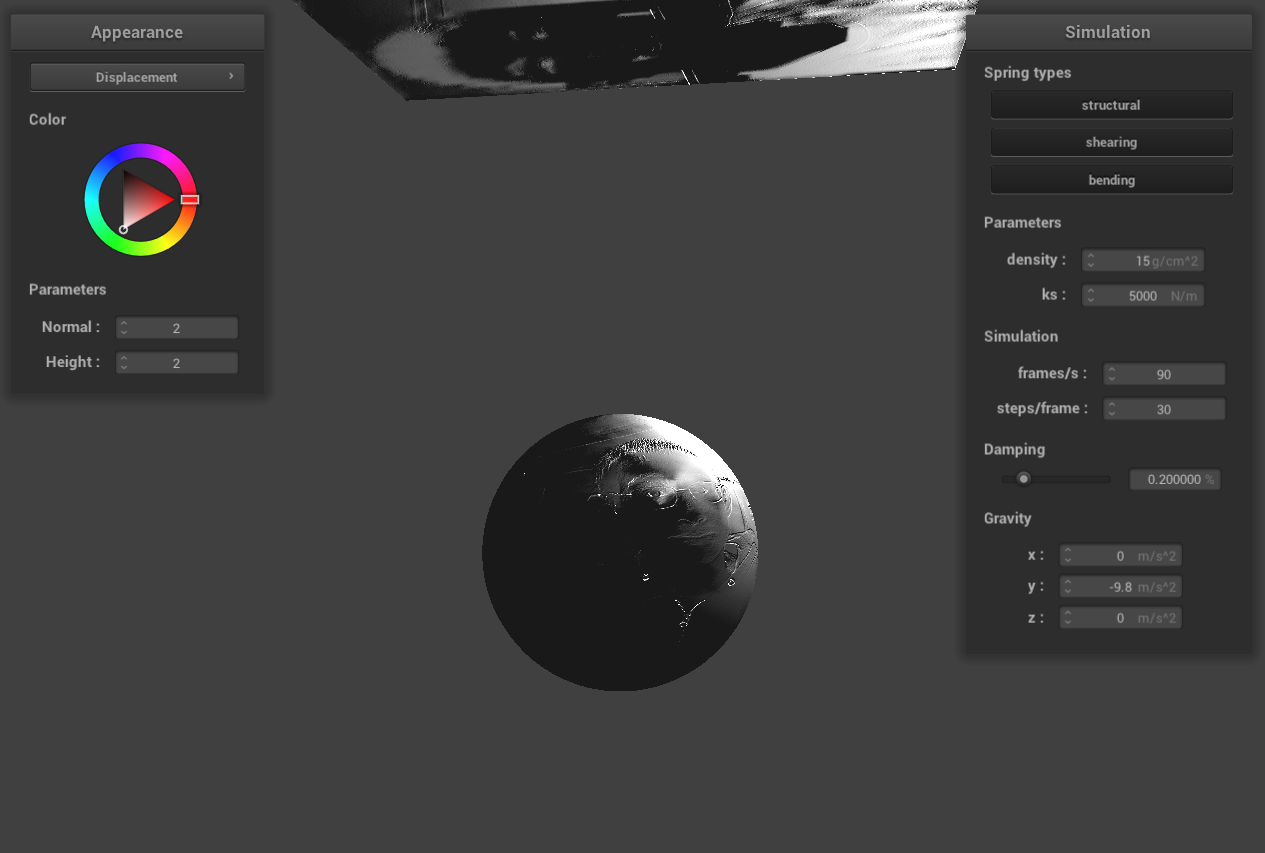 Appearance
Displacement ›
Color
Parameters
Normal : 2
Height : 2
Simulation
Spring types
structural
shearing
bending
Parameters
density : 15 g/cm^2
ks : 5000 N/m
Simulation
frames/s : 90
steps/frame : 30
Damping
0.200000 %
Gravity
x : 0 m/s^2
y : -9.8 m/s^2
z : 0 m/s^2